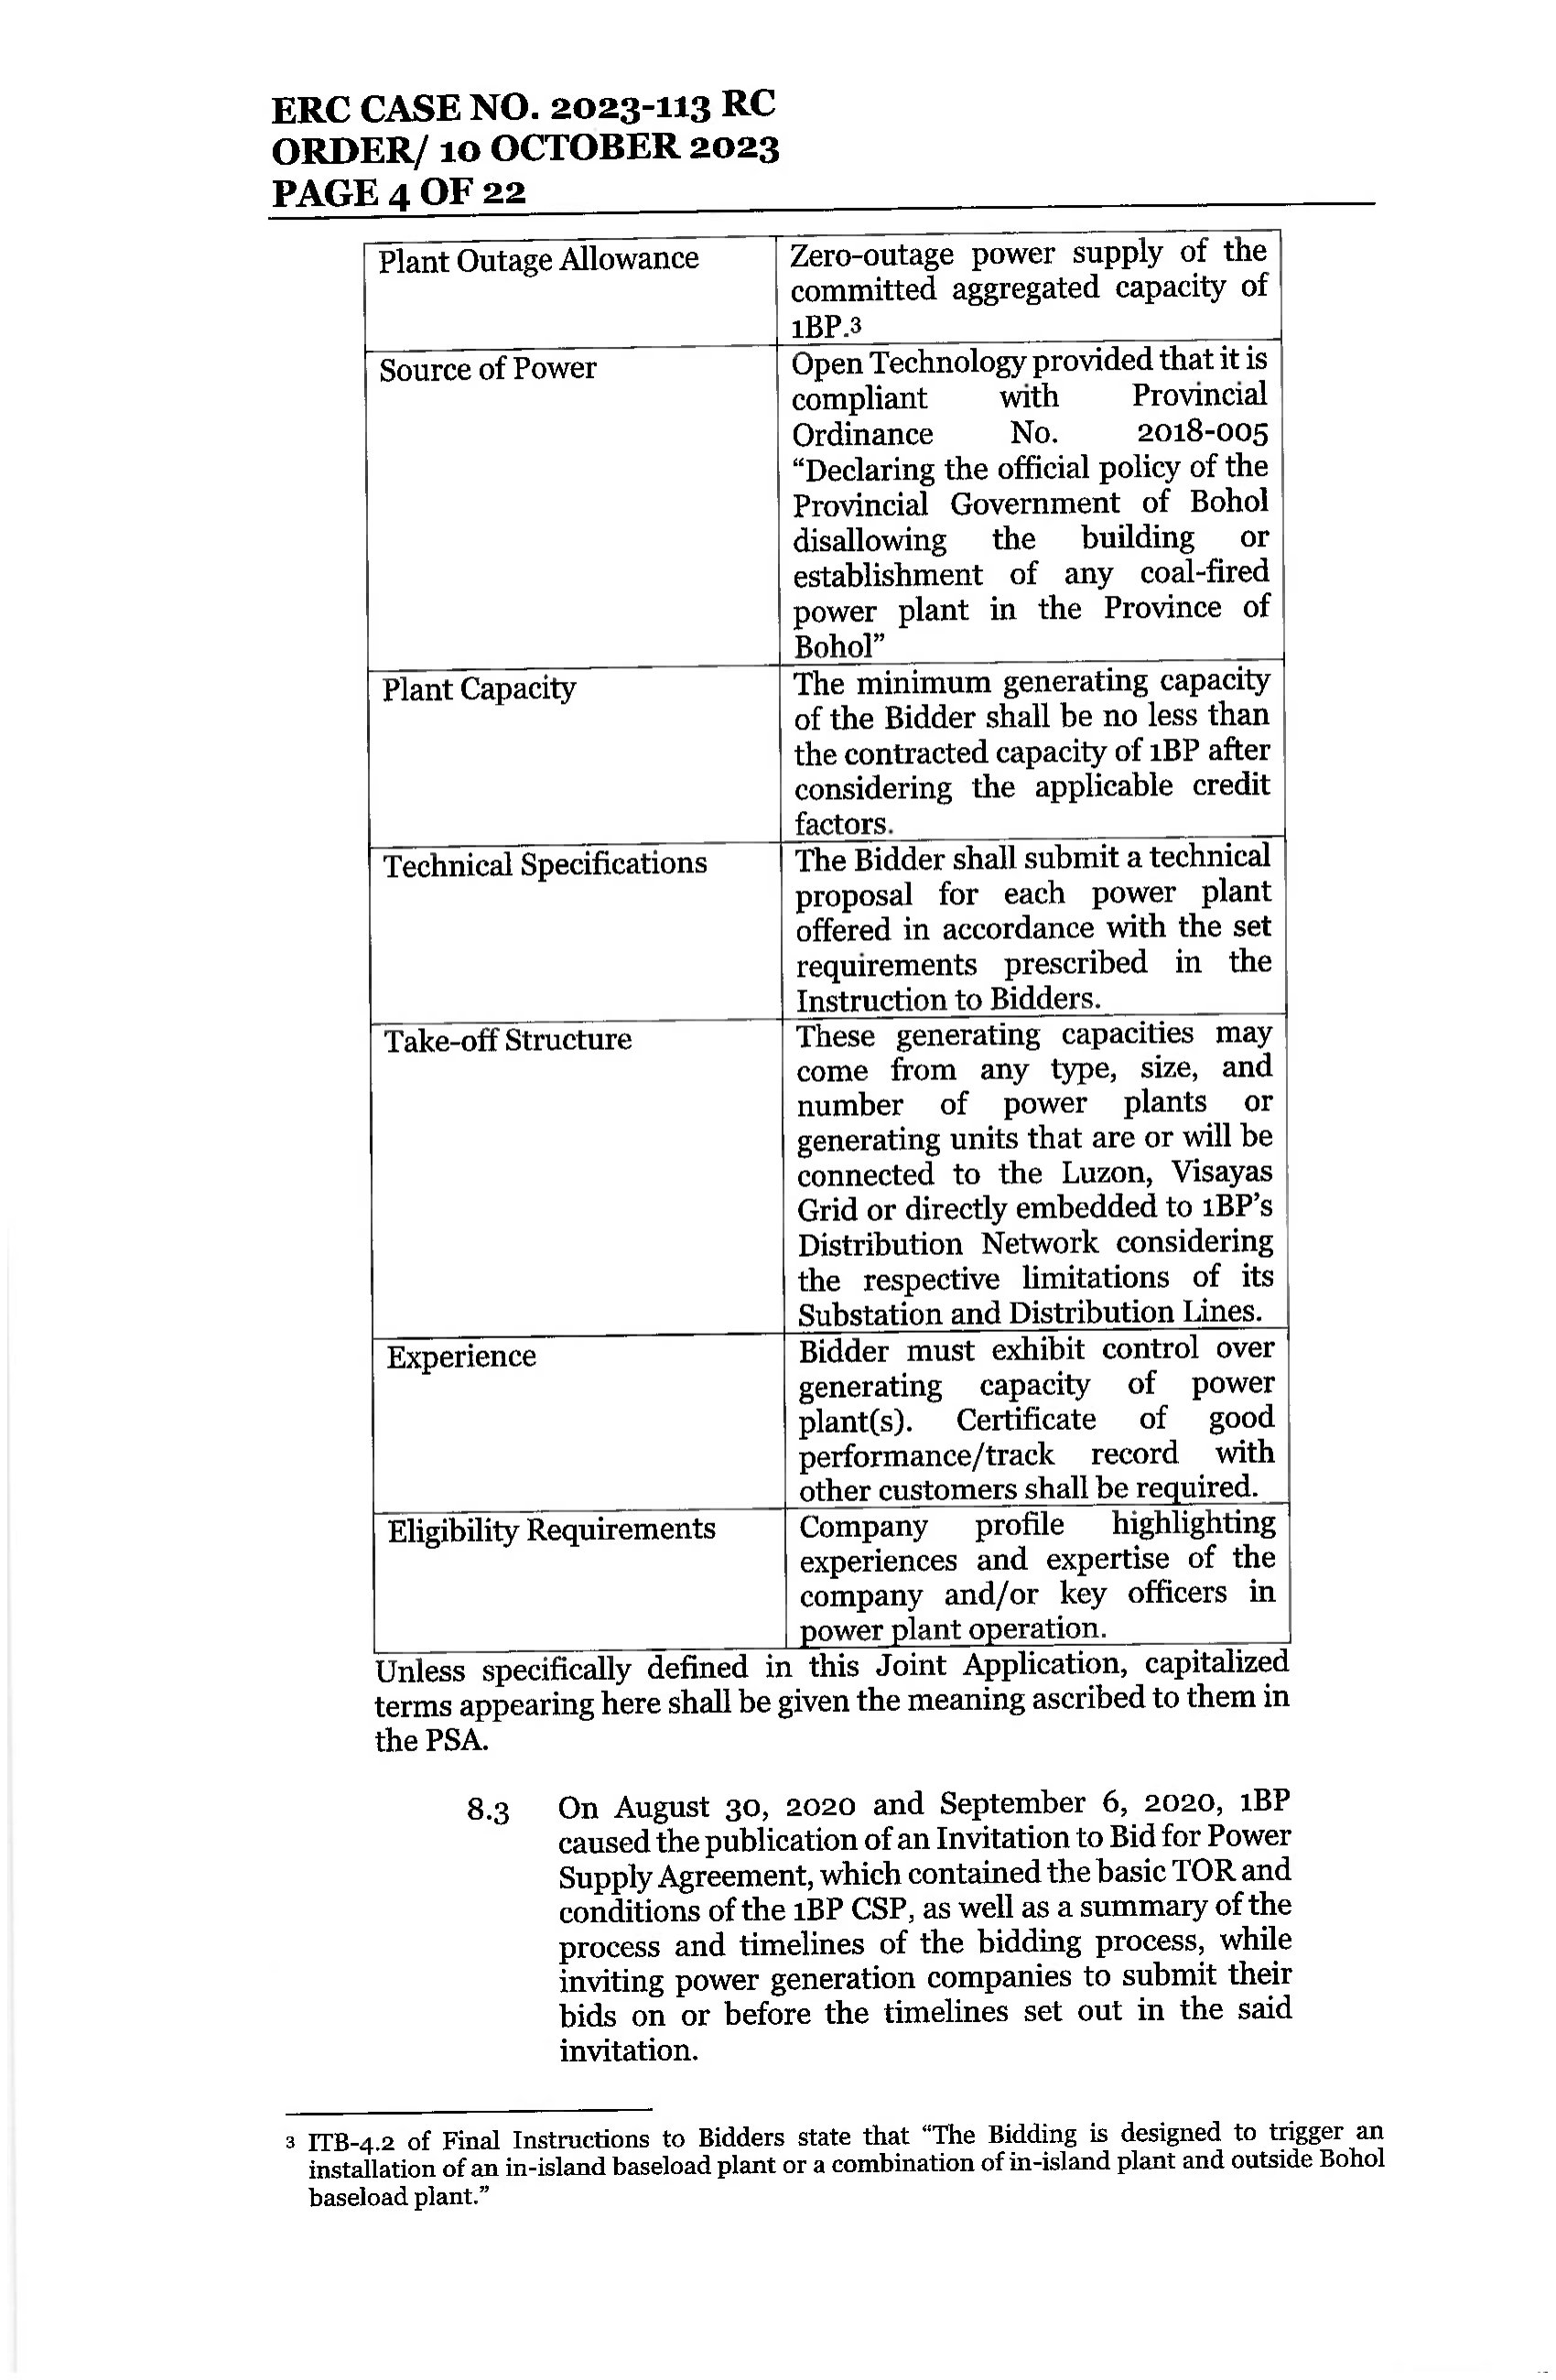 ERC CASE NO. 2023-113 RC
ORDER/ 10 OCTOBER 2023
PAGE 4 OF 22
Plant Outage Allowance
Zero-outage power supply of the
committed aggregated capacity of
1BP.3
Source of Power
Open Technology provided that it is
compliant with Provincial
Ordinance No. 2018-005
“Declaring the official policy of the
Provincial Government of Bohol
disallowing the building or
establishment of any coal-fired
power plant in the Province of
Bohol”
Plant Capacity
The minimum generating capacity
of the Bidder shall be no less than
the contracted capacity of 1BP after
considering the applicable credit
factors.
Technical Specifications
The Bidder shall submit a technical
proposal for each power plant
offered in accordance with the set
requirements prescribed in the
Instruction to Bidders.
Take-off Structure
These generating capacities may
come from any type, size, and
number of power plants or
generating units that are or will be
connected to the Luzon, Visayas
Grid or directly embedded to 1BP’s
Distribution Network considering
the respective limitations of its
Substation and Distribution Lines.
Experience
Bidder must exhibit control over
generating capacity of power
plant(s). Certificate of good
performance/track record with
other customers shall be required.
Eligibility Requirements
Company profile highlighting
experiences and expertise of the
company and/or key officers in
power plant operation.
Unless specifically defined in this Joint Application, capitalized
terms appearing here shall be given the meaning ascribed to them in
the PSA.
8.3 On August 30, 2020 and September 6, 2020, 1BP
caused the publication of an Invitation to Bid for Power
Supply Agreement, which contained the basic TOR and
conditions of the 1BP CSP, as well as a summary of the
process and timelines of the bidding process, while
inviting power generation companies to submit their
bids on or before the timelines set out in the said
invitation.
3 ITB-4.2 of Final Instructions to Bidders state that “The Bidding is designed to trigger an
installation of an in-island baseload plant or a combination of in-island plant and outside Bohol
baseload plant.”